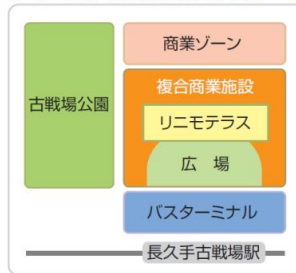 商業ゾーン
古戦場公園
複合商業施設
リニモテラス
広 場
バスターミナル
長久手古戦場駅